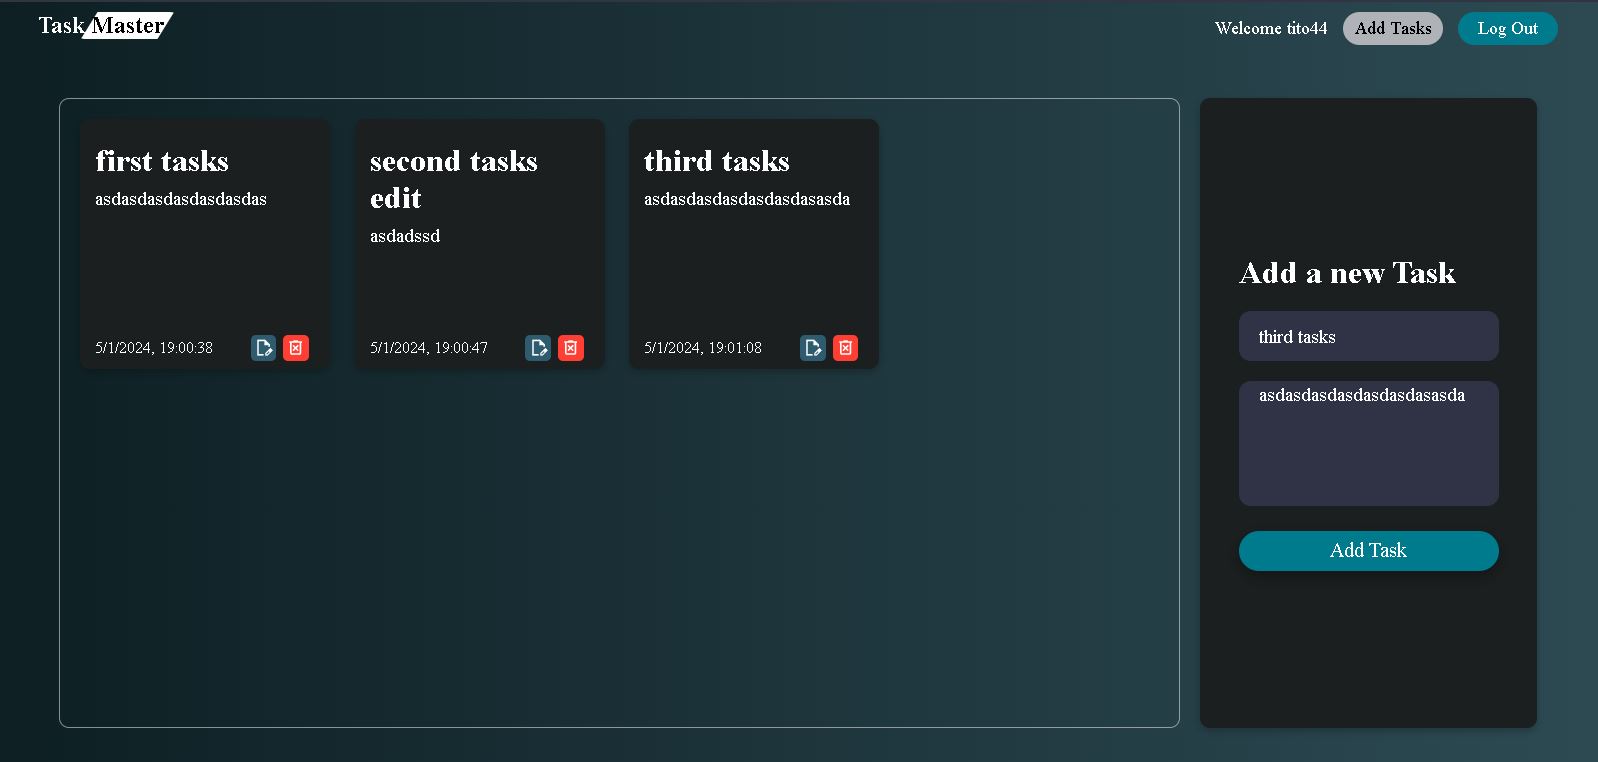 Task Master
Welcome tito44
Add Tasks
Log Out
first tasks
asdasdasdasdasdasdas
5/1/2024, 19:00:38
second tasks
edit
asdadssd
5/1/2024, 19:00:47
third tasks
asdasdasdasdasdasdasasda
5/1/2024, 19:01:08
Add a new Task
third tasks
asdasdasdasdasdasdasasda
Add Task